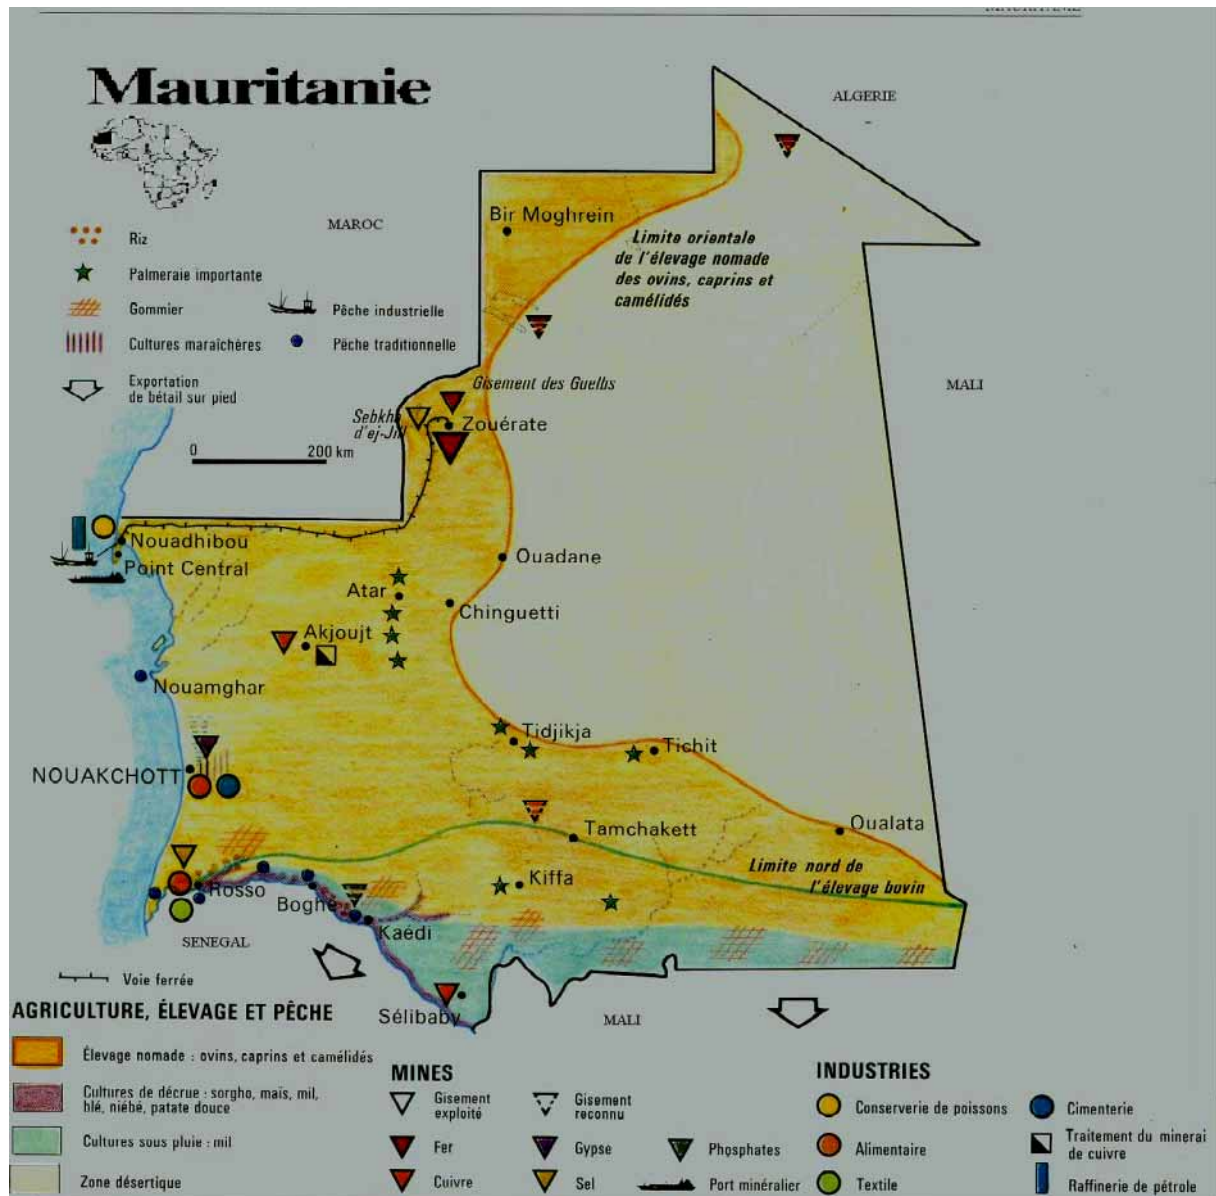 MAURITANIE
Mauritanie
ALGERIE
MAROC
Bir Moghrein
Limite orientale
de l'élevage nomade
des ovins, caprins et
camélidés
Riz
Palmeraie importante
Gommier
Cultures maraîchères
Exportation
de bétail sur pied
Pêche industrielle
Pêche traditionnelle
MALI
Gisement des Guelbs
Sebkha
d'ej-Jill
Zouérate
0 200 km
Nouadhibou
Point Central
Ouadane
Atar
Chinguetti
Akjoujt
Nouamghar
Tidjikja
Tichit
NOUAKCHOTT
Tamchakett
Oualata
Limite nord de
l'élevage bovin
Kiffa
Rosso
Boghé
Kaédi
SENEGAL
Sélibaby
MALI
Voie ferrée
AGRICULTURE, ÉLEVAGE ET PÊCHE
Élevage nomade : ovins, caprins et camélidés
Cultures de décrue : sorgho, maïs, mil,
blé, niébé, patate douce
Cultures sous pluie : mil
Zone désertique
MINES
Gisement
exploité
Gisement
reconnu
Fer
Gypse
Phosphates
Cuivre
Sel
Port minéralier
INDUSTRIES
Conserverie de poissons
Cimenterie
Alimentaire
Traitement du minerai
de cuivre
Textile
Raffinerie de pétrole